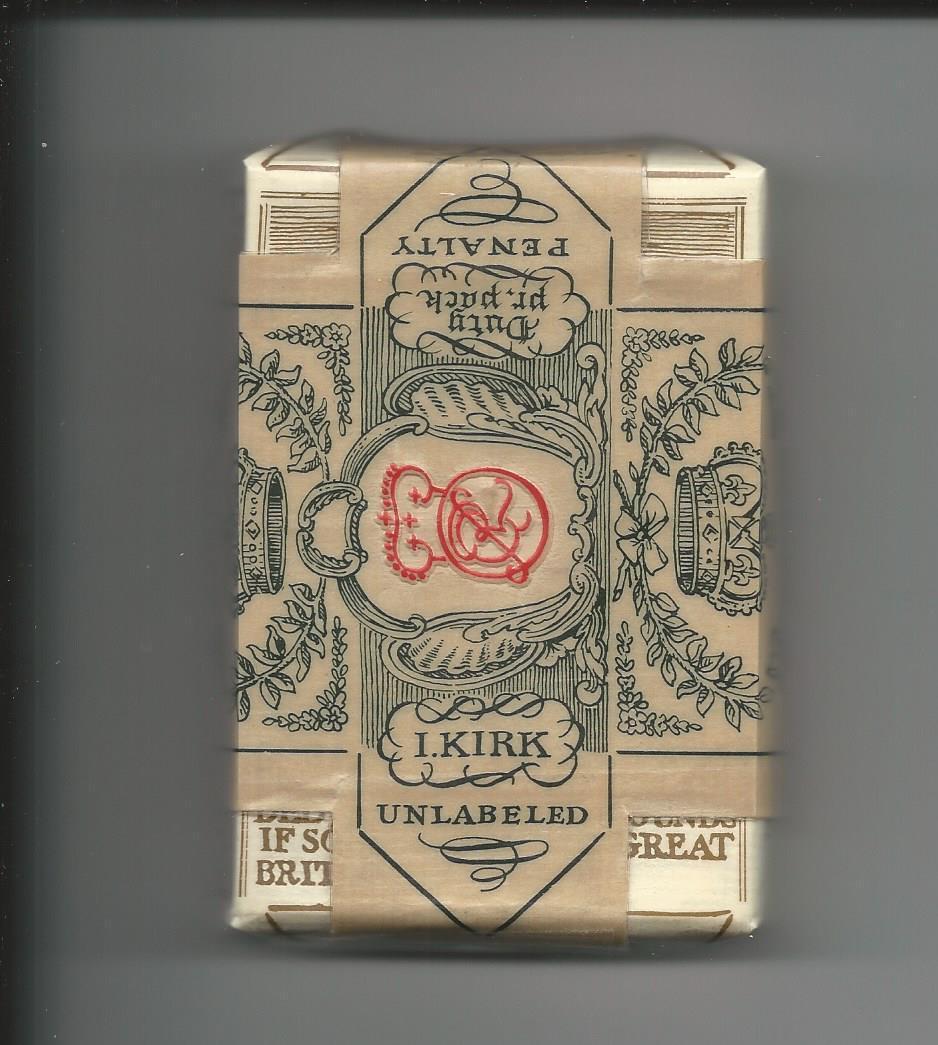 PENALTY
Duty
pr. pack
I.KIRK
UNLABELED
IF SO
GREAT
BRIT